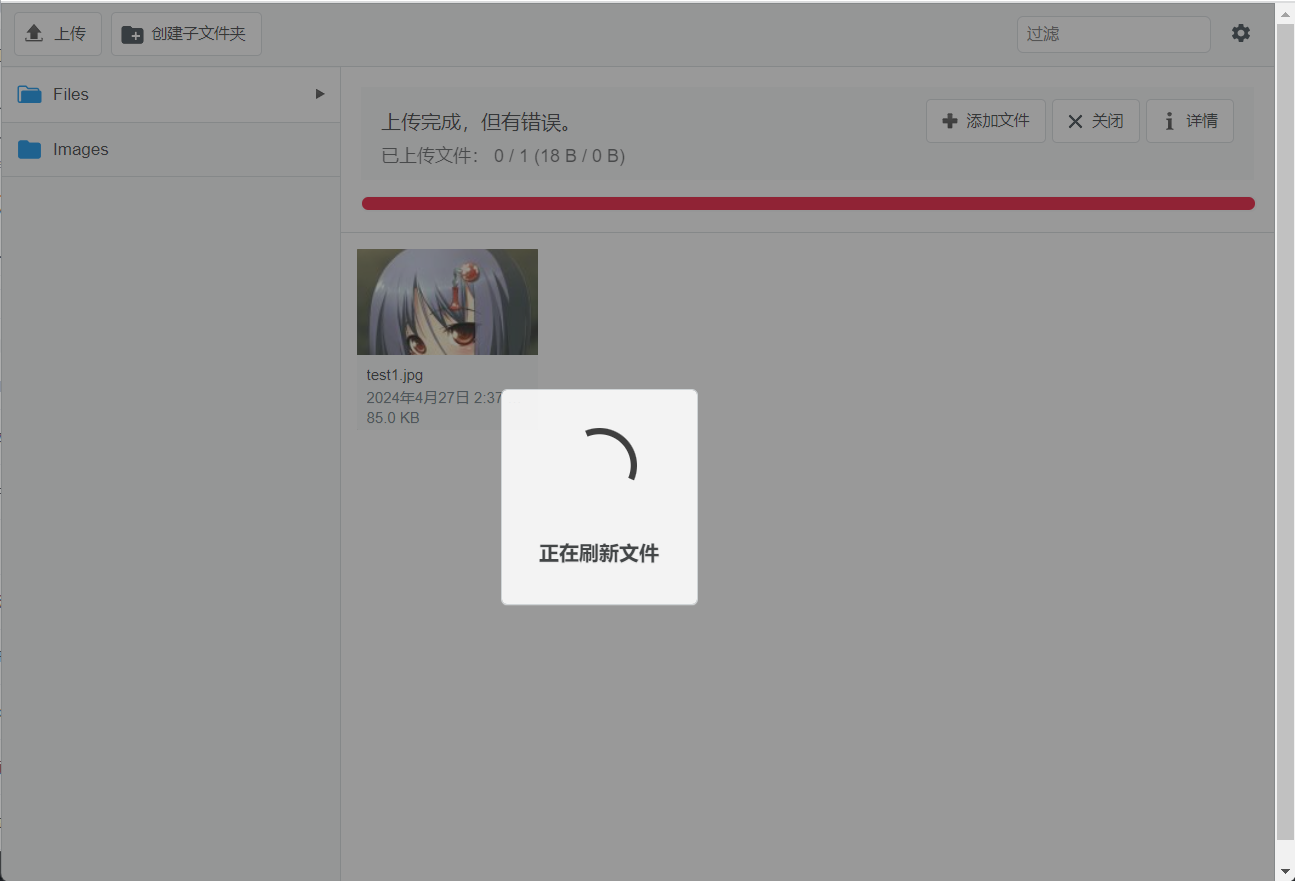 上传
创建子文件夹
过滤
Files
Images
上传完成，但有错误。
已上传文件： 0 / 1 (18 B / 0 B)
添加文件
关闭
详情
test1.jpg
2024年4月27日 2:37
85.0 KB
正在刷新文件